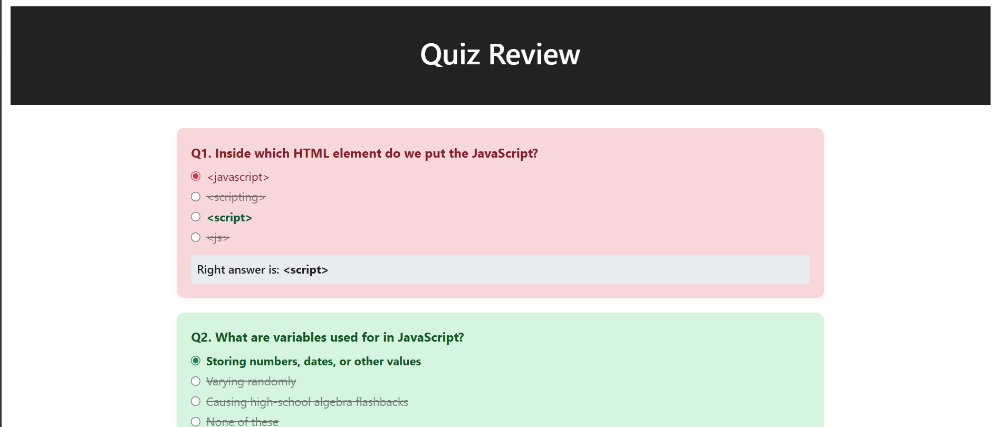 Quiz Review
Q1. Inside which HTML element do we put the JavaScript?
<javascript>
<scripting>
<script>
<js>
Right answer is: <script>
Q2. What are variables used for in JavaScript?
Storing numbers, dates, or other values
Varying randomly
Causing high-school algebra flashbacks
None of these